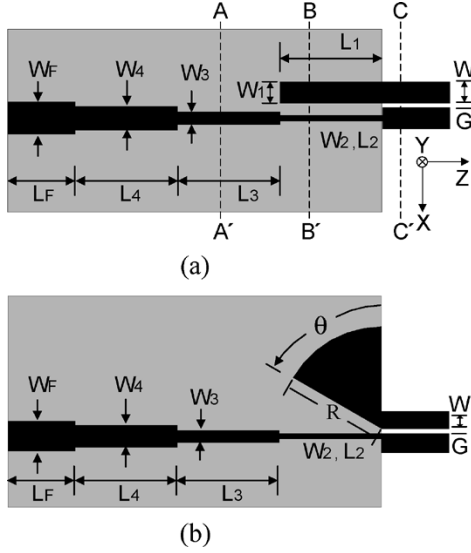 A B C
L1
WF W4 W3 W1 W
G
W2, L2
Y
Z
LF L4 L3
X
A′ B′ C′
(a)
θ
WF W4 W3 R W
G
W2, L2
LF L4 L3
(b)